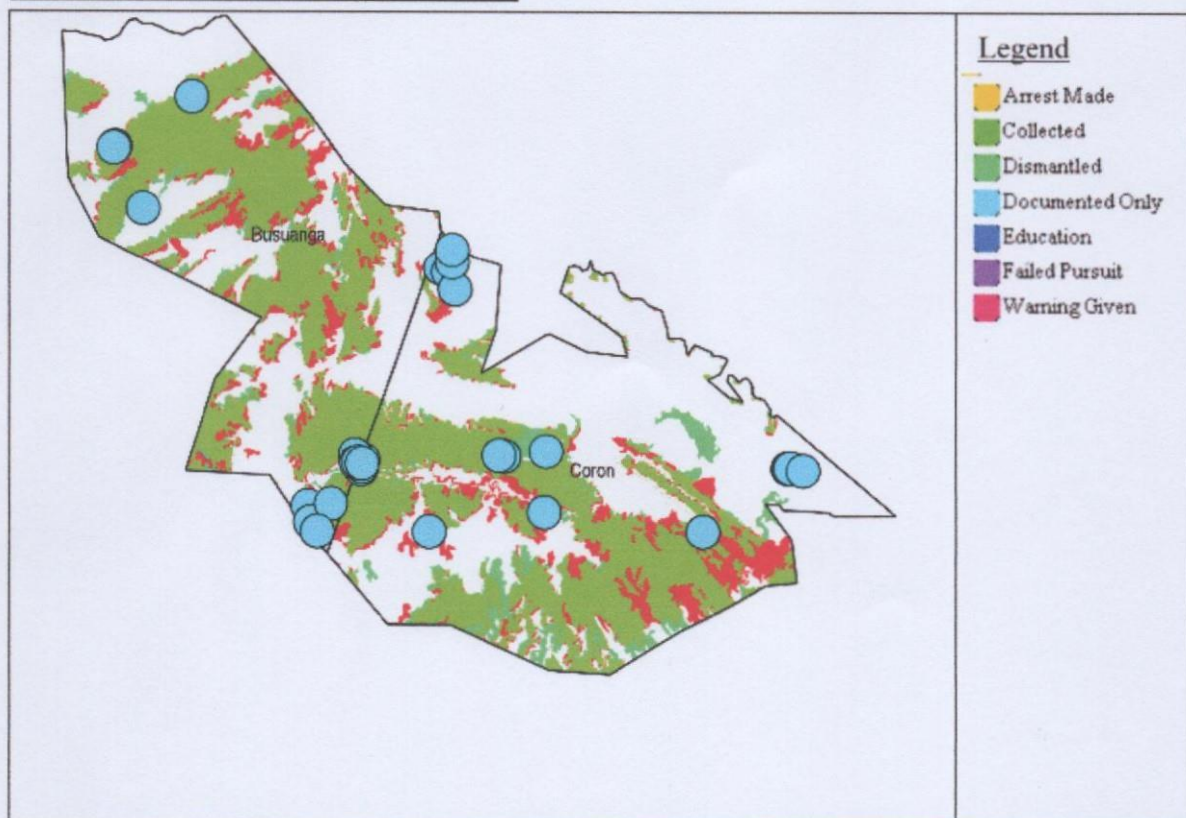 Busuanga
Coron
Legend
Arrest Made
Collected
Dismantled
Documented Only
Education
Failed Pursuit
Warning Given